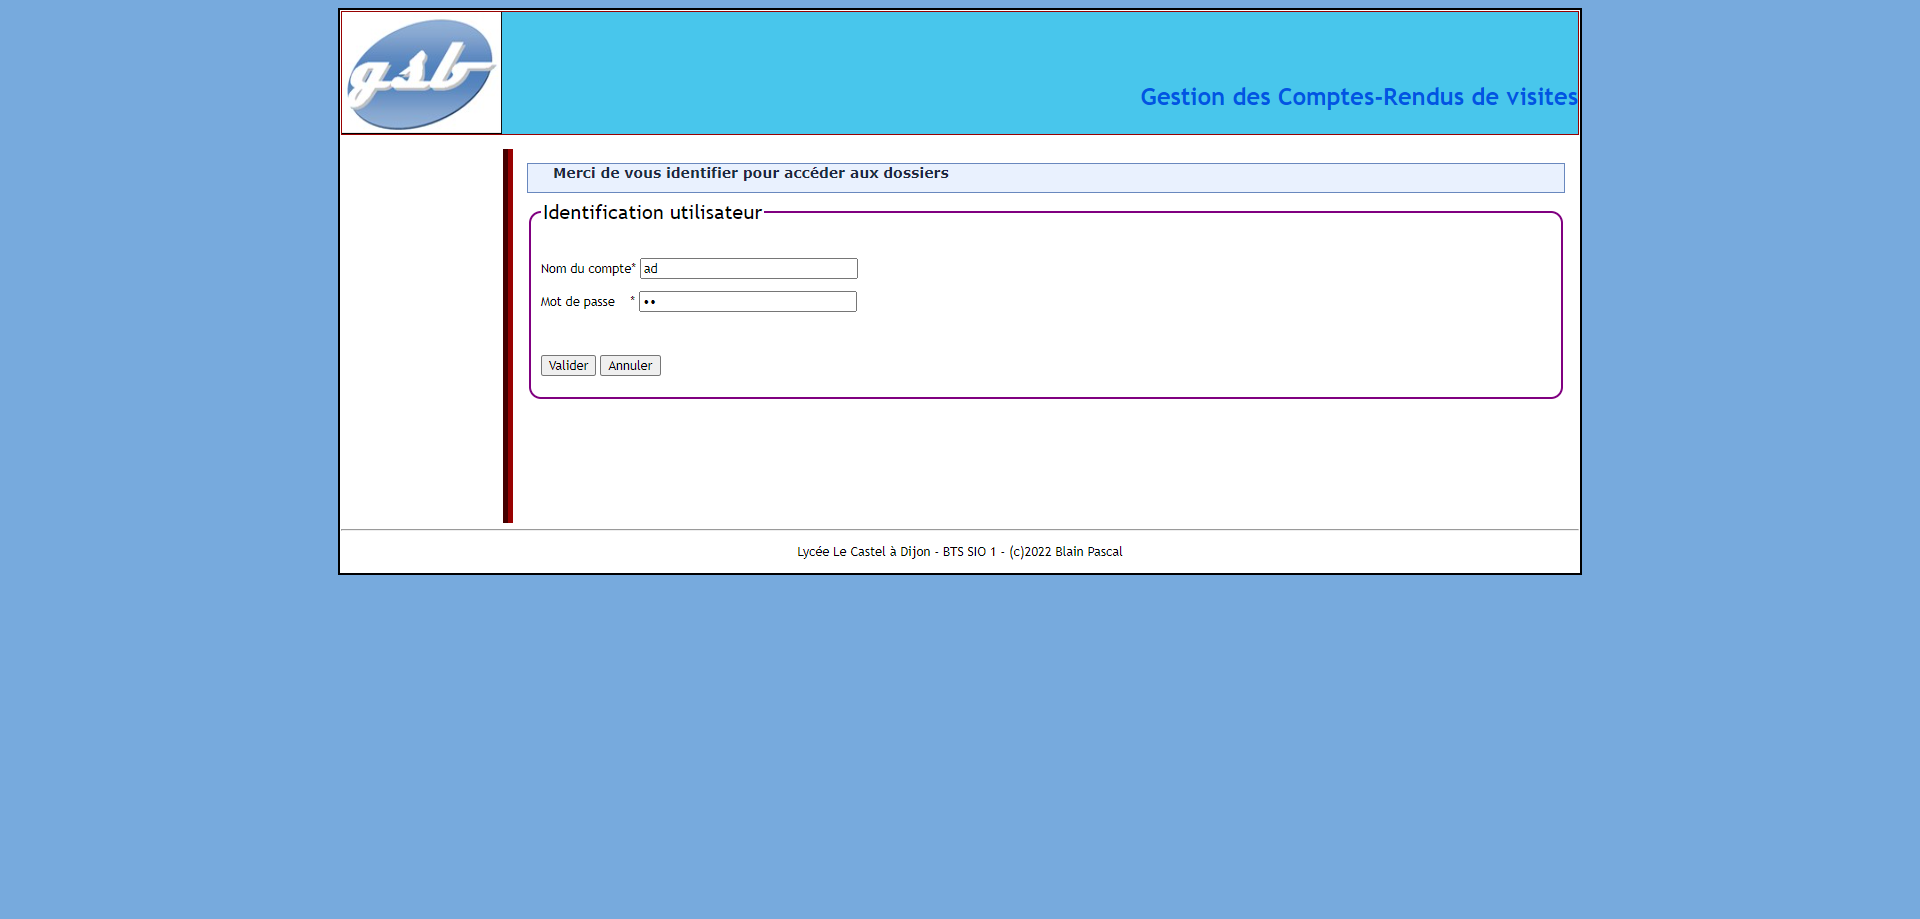 gsb
Gestion des Comptes-Rendus de visites
Merci de vous identifier pour accéder aux dossiers
Identification utilisateur
Nom du compte* ad
Mot de passe * ••
Valider Annuler
Lycée Le Castel à Dijon - BTS SIO 1 - (c)2022 Blain Pascal